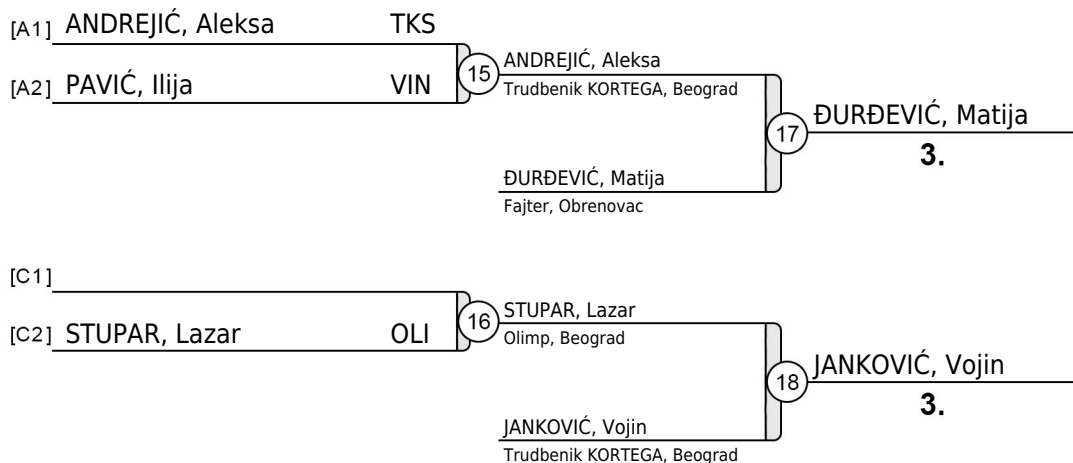 [A1] ANDREJIĆ, Aleksa TKS
[A2] PAVIĆ, Ilija VIN
15
ANDREJIĆ, Aleksa
Trudbenik KORTEGA, Beograd
ĐURĐEVIĆ, Matija
Fajter, Obrenovac
17
ĐURĐEVIĆ, Matija
3.
[C1]
[C2] STUPAR, Lazar OLI
16
STUPAR, Lazar
Olimp, Beograd
JANKOVIĆ, Vojin
Trudbenik KORTEGA, Beograd
18
JANKOVIĆ, Vojin
3.